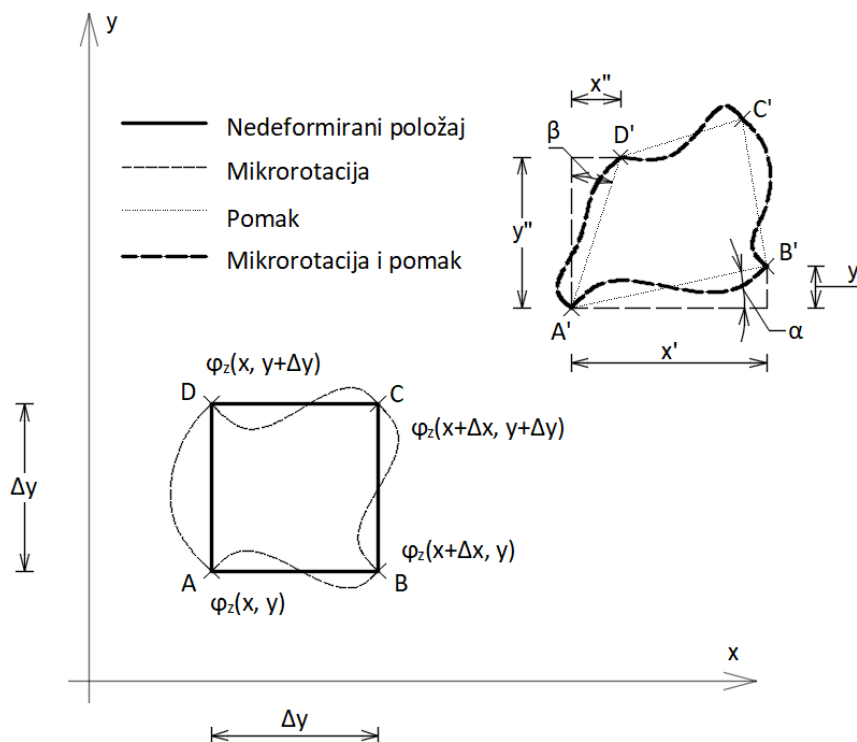 y
Nedeformirani položaj
Mikrorotacija
Pomak
Mikrorotacija i pomak
x"
β
D'
C'
y"
B'
y
A'
α
x'
φz(x, y+Δy)
D
C
φz(x+Δx, y+Δy)
Δy
φz(x+Δx, y)
A
B
φz(x, y)
x
Δy